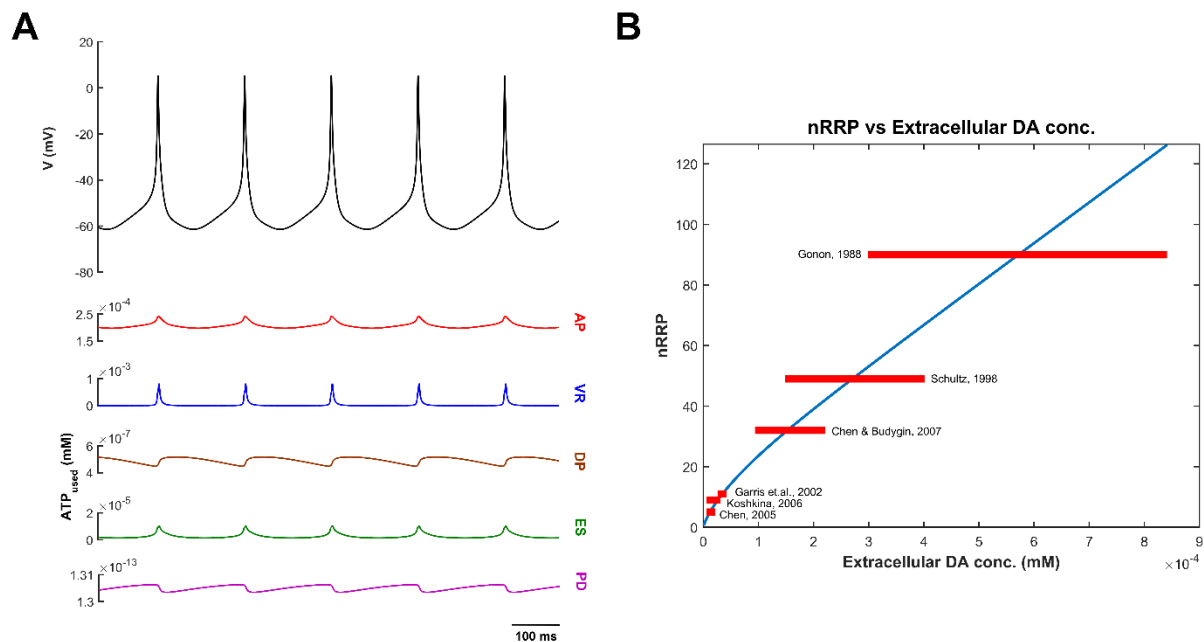 A
20
0
-20
-40
-60
-80
V (mV)
×10⁻⁴
2.5
1.5
AP
×10⁻³
1
0
VR
×10⁻⁷
6
4
DP
ATP_used (mM)
×10⁻⁵
2
0
ES
1.31 ×10⁻¹³
1.3
PD
100 ms
B
nRRP vs Extracellular DA conc.
120
100
80
60
40
20
0
nRRP
Gonon, 1988
Schultz, 1998
Chen & Budygin, 2007
Garris et.al., 2002
Koshkina, 2006
Chen, 2005
0 1 2 3 4 5 6 7 8 9
Extracellular DA conc. (mM)
×10⁻⁴